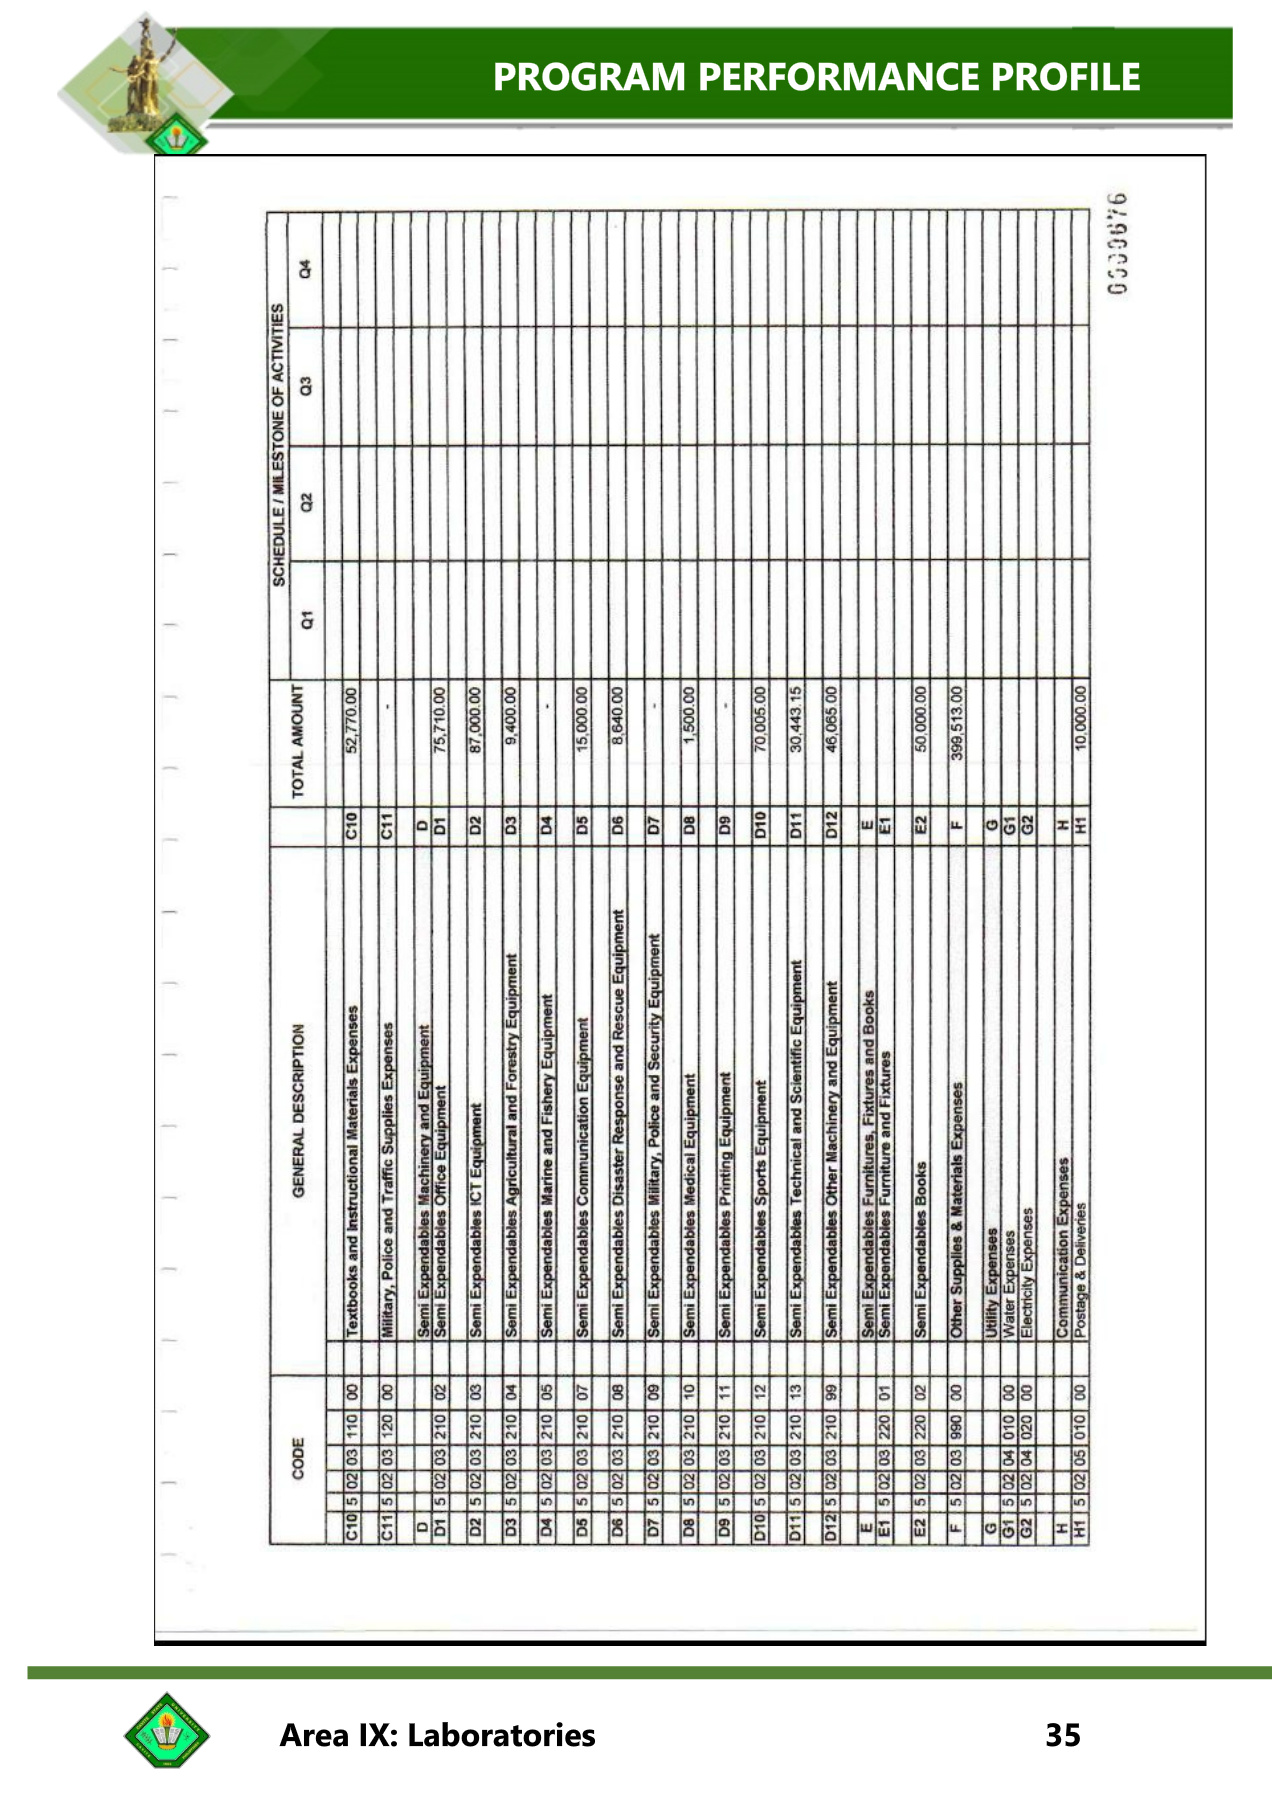 PROGRAM PERFORMANCE PROFILE
CODE GENERAL DESCRIPTION TOTAL AMOUNT SCHEDULE / MILESTONE OF ACTIVITIES
Q1 Q2 Q3 Q4
C10 5 02 03 110 00 Textbooks and Instructional Materials Expenses C10 52,770.00
C11 5 02 03 120 00 Military, Police and Traffic Supplies Expenses C11 -
D Semi Expendables Machinery and Equipment D
D1 5 02 03 210 02 Semi Expendables Office Equipment D1 75,710.00
D2 5 02 03 210 03 Semi Expendables ICT Equipment D2 87,000.00
D3 5 02 03 210 04 Semi Expendables Agricultural and Forestry Equipment D3 9,400.00
D4 5 02 03 210 05 Semi Expendables Marine and Fishery Equipment D4 -
D5 5 02 03 210 07 Semi Expendables Communication Equipment D5 15,000.00
D6 5 02 03 210 08 Semi Expendables Disaster Response and Rescue Equipment D6 8,640.00
D7 5 02 03 210 09 Semi Expendables Military, Police and Security Equipment D7 -
D8 5 02 03 210 10 Semi Expendables Medical Equipment D8 1,500.00
D9 5 02 03 210 11 Semi Expendables Printing Equipment D9 -
D10 5 02 03 210 12 Semi Expendables Sports Equipment D10 70,005.00
D11 5 02 03 210 13 Semi Expendables Technical and Scientific Equipment D11 30,443.15
D12 5 02 03 210 99 Semi Expendables Other Machinery and Equipment D12 46,065.00
E Semi Expendables Furnitures, Fixtures and Books E
E1 5 02 03 220 01 Semi Expendables Furniture and Fixtures E1
E2 5 02 03 220 02 Semi Expendables Books E2 50,000.00
F 5 02 03 990 00 Other Supplies & Materials Expenses F 399,513.00
G Utility Expenses G
G1 5 02 04 010 00 Water Expenses G1
G2 5 02 04 020 00 Electricity Expenses G2
H Communication Expenses H
H1 5 02 05 010 00 Postage & Deliveries H1 10,000.00
Area IX: Laboratories 35